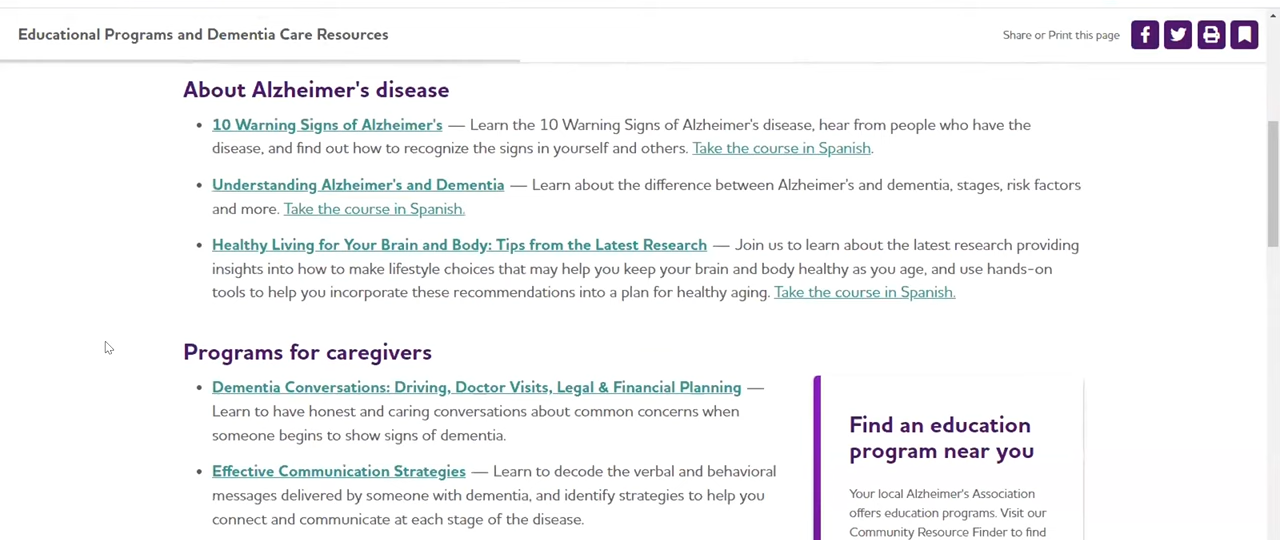 Educational Programs and Dementia Care Resources
Share or Print this page
About Alzheimer's disease
10 Warning Signs of Alzheimer's — Learn the 10 Warning Signs of Alzheimer's disease, hear from people who have the
disease, and find out how to recognize the signs in yourself and others. Take the course in Spanish.
Understanding Alzheimer's and Dementia — Learn about the difference between Alzheimer's and dementia, stages, risk factors
and more. Take the course in Spanish.
Healthy Living for Your Brain and Body: Tips from the Latest Research — Join us to learn about the latest research providing
insights into how to make lifestyle choices that may help you keep your brain and body healthy as you age, and use hands-on
tools to help you incorporate these recommendations into a plan for healthy aging. Take the course in Spanish.
Programs for caregivers
Dementia Conversations: Driving, Doctor Visits, Legal & Financial Planning —
Learn to have honest and caring conversations about common concerns when
someone begins to show signs of dementia.
Effective Communication Strategies — Learn to decode the verbal and behavioral
messages delivered by someone with dementia, and identify strategies to help you
connect and communicate at each stage of the disease.
Find an education
program near you
Your local Alzheimer's Association
offers education programs. Visit our
Community Resource Finder to find